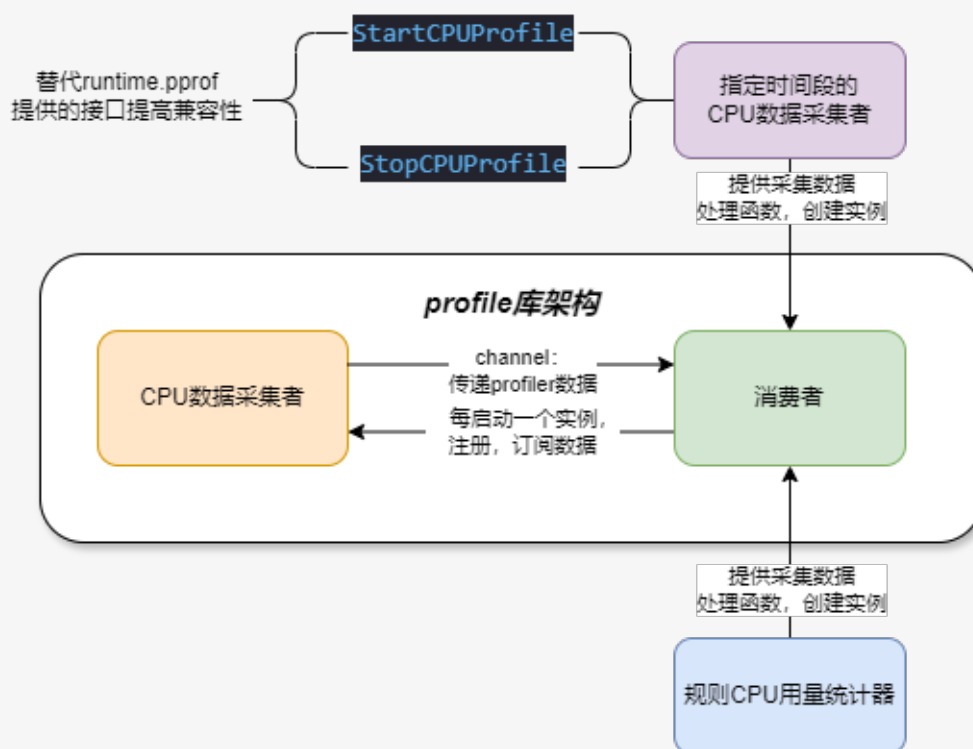 StartCPUProfile
替代runtime.pprof
提供的接口提高兼容性
StopCPUProfile
指定时间段的
CPU数据采集者
提供采集数据
处理函数，创建实例
profile库架构
CPU数据采集者
channel：
传递profiler数据
每启动一个实例，
注册，订阅数据
消费者
提供采集数据
处理函数，创建实例
规则CPU用量统计器